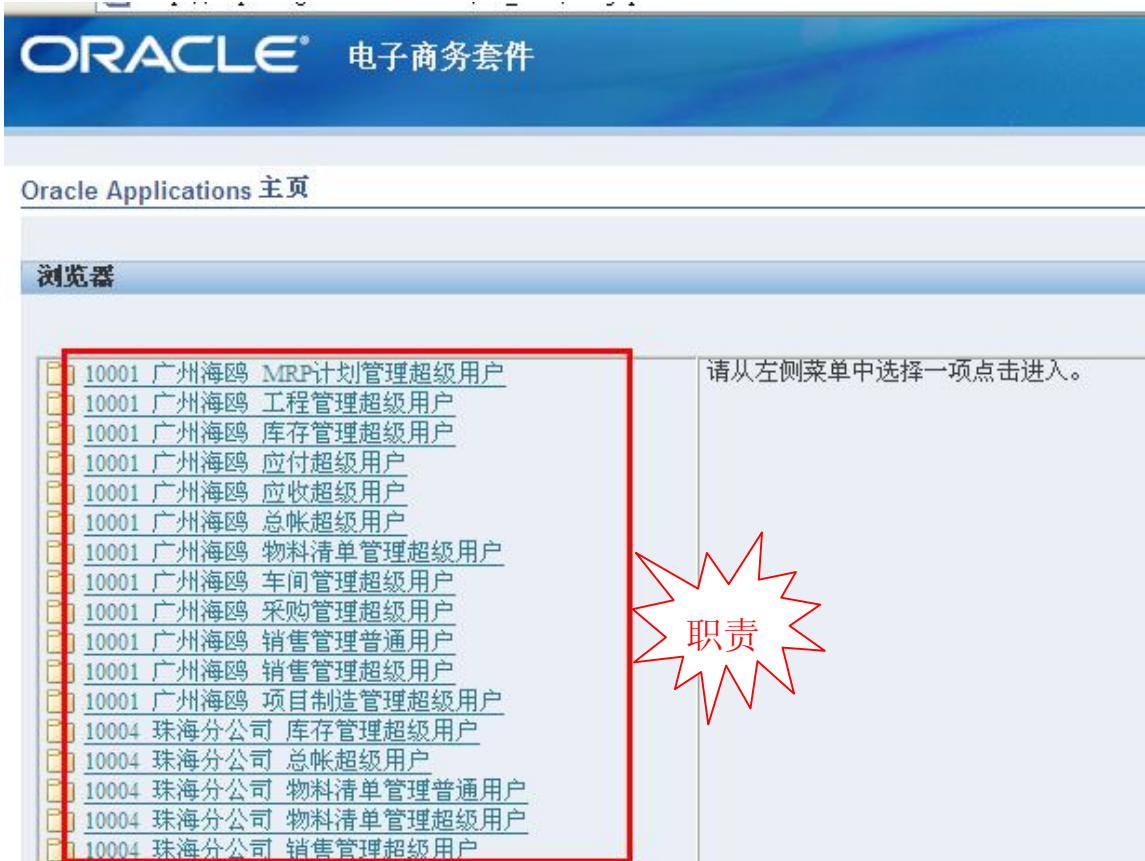 ORACLE® 电子商务套件
Oracle Applications 主页
浏览器
10001 广州海鸥 MRP计划管理超级用户
请从左侧菜单中选择一项点击进入。
10001 广州海鸥 工程管理超级用户
10001 广州海鸥 库存管理超级用户
10001 广州海鸥 应付超级用户
10001 广州海鸥 应收超级用户
10001 广州海鸥 总帐超级用户
10001 广州海鸥 物料清单管理超级用户
10001 广州海鸥 车间管理超级用户
10001 广州海鸥 采购管理超级用户
10001 广州海鸥 销售管理普通用户
职责
10001 广州海鸥 销售管理超级用户
10001 广州海鸥 项目制造管理超级用户
10004 珠海分公司 库存管理超级用户
10004 珠海分公司 总帐超级用户
10004 珠海分公司 物料清单管理普通用户
10004 珠海分公司 物料清单管理超级用户
10004 珠海分公司 销售管理超级用户